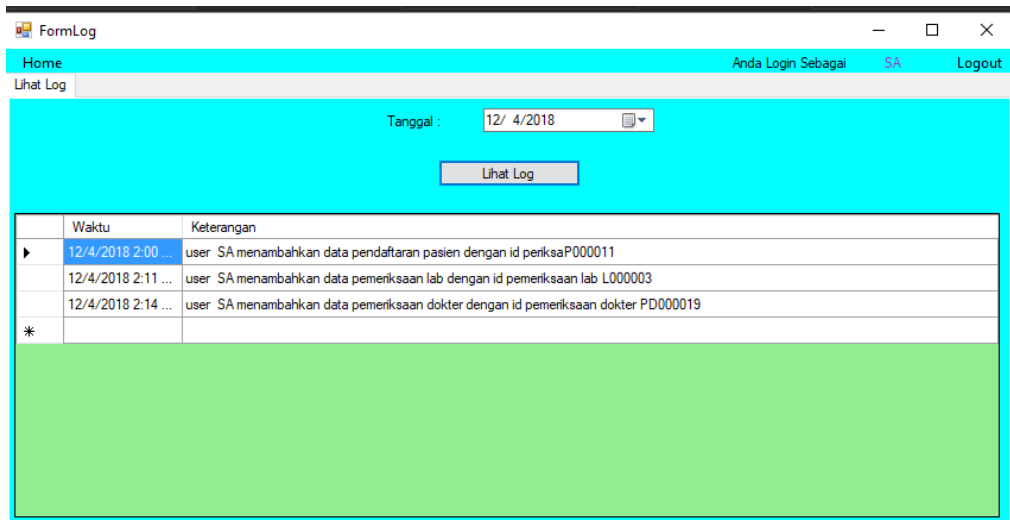 FormLog
Home Anda Login Sebagai SA Logout
Lihat Log
Tanggal : 12/ 4/2018
Lihat Log
Waktu Keterangan
12/4/2018 2:00 ... user SA menambahkan data pendaftaran pasien dengan id periksaP000011
12/4/2018 2:11 ... user SA menambahkan data pemeriksaan lab dengan id pemeriksaan lab L000003
12/4/2018 2:14 ... user SA menambahkan data pemeriksaan dokter dengan id pemeriksaan dokter PD000019